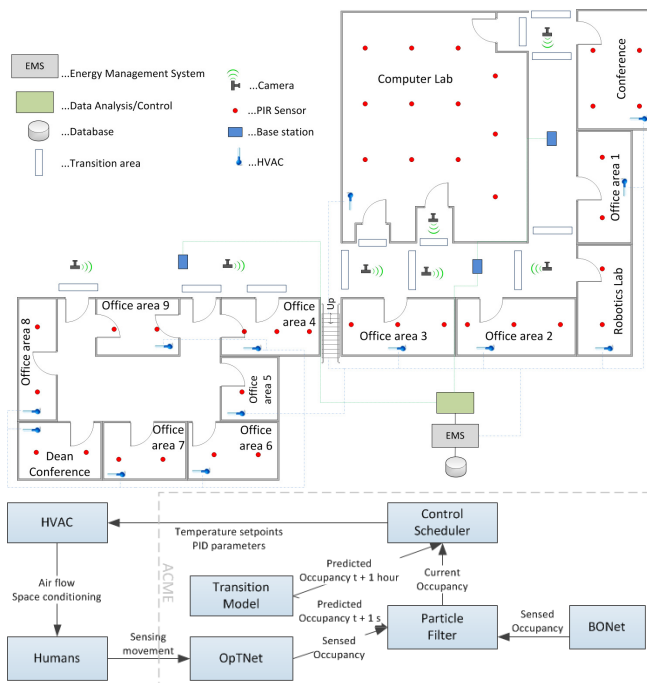 EMS
...Energy Management System
...Data Analysis/Control
...Database
...Transition area
...Camera
...PIR Sensor
...Base station
...HVAC
Computer Lab
Conference
Office area 1
Robotics Lab
Up
Office area 3
Office area 2
Office area 8
Office area 9
Office
area 4
Office
area 5
Dean
Conference
Office
area 7
Office
area 6
EMS
HVAC
Temperature setpoints
PID parameters
Control
Scheduler
ACME
Air flow
Space conditioning
Transition
Model
Predicted
Occupancy t + 1 hour
Current
Occupancy
Predicted
Occupancy t + 1 s
Humans
Sensing
movement
OpTNet
Sensed
Occupancy
Particle
Filter
Sensed
Occupancy
BONet